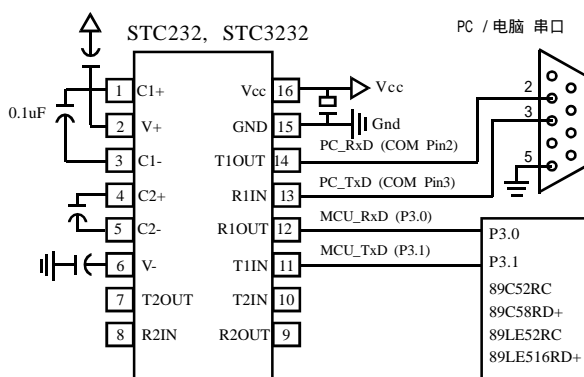 STC232, STC3232
PC / 电脑 串口
0.1uF
1 C1+
2 V+
3 C1-
4 C2+
5 C2-
6 V-
7 T2OUT
8 R2IN
Vcc 16
GND 15
T1OUT 14
R1IN 13
R1OUT 12
T1IN 11
T2IN 10
R2OUT 9
Vcc
Gnd
PC_RxD (COM Pin2)
PC_TxD (COM Pin3)
MCU_RxD (P3.0)
MCU_TxD (P3.1)
2
3
5
P3.0
P3.1
89C52RC
89C58RD+
89LE52RC
89LE516RD+